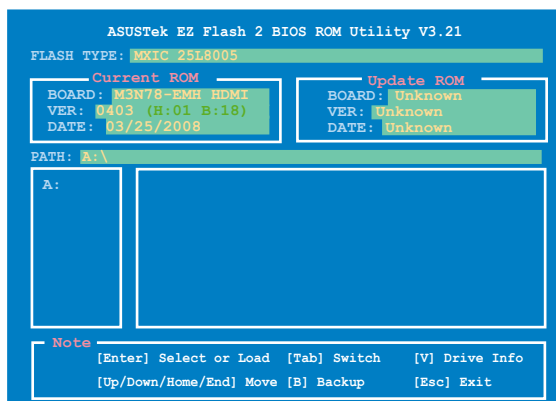 ASUSTek EZ Flash 2 BIOS ROM Utility V3.21
FLASH TYPE: MXIC 25L8005
Current ROM
BOARD: M3N78-EMH HDMI
VER: 0403 (H:01 B:18)
DATE: 03/25/2008
Update ROM
BOARD: Unknown
VER: Unknown
DATE: Unknown
PATH: A:\
A:
Note
[Enter] Select or Load [Tab] Switch [V] Drive Info
[Up/Down/Home/End] Move [B] Backup [Esc] Exit